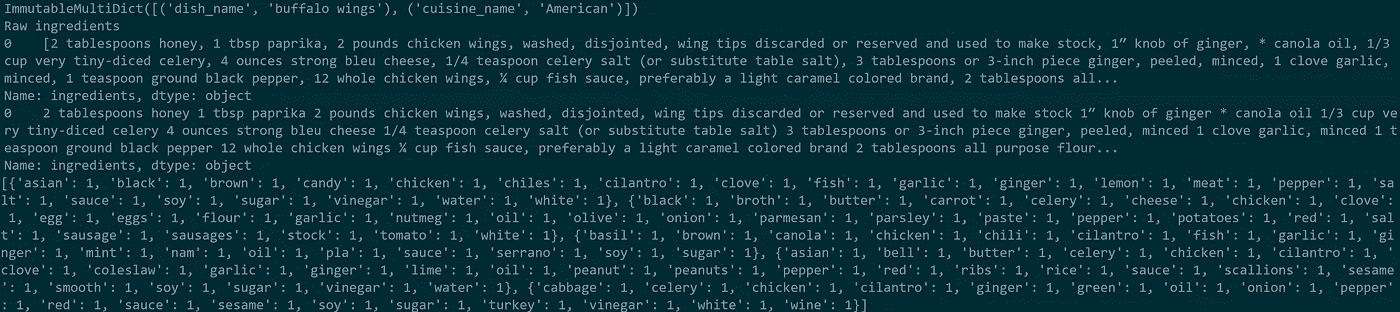 ImmutableMultiDict([('dish_name', 'buffalo wings'), ('cuisine_name', 'American')])
Raw ingredients
0    [2 tablespoons honey, 1 tbsp paprika, 2 pounds chicken wings, washed, disjointed, wing tips discarded or reserved and used to make stock, 1” knob of ginger, * canola oil, 1/3
cup very tiny-diced celery, 4 ounces strong bleu cheese, 1/4 teaspoon celery salt (or substitute table salt), 3 tablespoons or 3-inch piece ginger, peeled, minced, 1 clove garlic,
minced, 1 teaspoon ground black pepper, 12 whole chicken wings, ¼ cup fish sauce, preferably a light caramel colored brand, 2 tablespoons all...
Name: ingredients, dtype: object
0    2 tablespoons honey 1 tbsp paprika 2 pounds chicken wings, washed, disjointed, wing tips discarded or reserved and used to make stock 1” knob of ginger * canola oil 1/3 cup ve
ry tiny-diced celery 4 ounces strong bleu cheese 1/4 teaspoon celery salt (or substitute table salt) 3 tablespoons or 3-inch piece ginger, peeled, minced 1 clove garlic, minced 1 t
easpoon ground black pepper 12 whole chicken wings ¼ cup fish sauce, preferably a light caramel colored brand 2 tablespoons all purpose flour...
Name: ingredients, dtype: object
[{'asian': 1, 'black': 1, 'brown': 1, 'candy': 1, 'chicken': 1, 'chiles': 1, 'cilantro': 1, 'clove': 1, 'fish': 1, 'garlic': 1, 'ginger': 1, 'lemon': 1, 'meat': 1, 'pepper': 1, 'sa
lt': 1, 'sauce': 1, 'soy': 1, 'sugar': 1, 'vinegar': 1, 'water': 1, 'white': 1}, {'black': 1, 'broth': 1, 'butter': 1, 'carrot': 1, 'celery': 1, 'cheese': 1, 'chicken': 1, 'clove':
1, 'egg': 1, 'eggs': 1, 'flour': 1, 'garlic': 1, 'nutmeg': 1, 'oil': 1, 'olive': 1, 'onion': 1, 'parmesan': 1, 'parsley': 1, 'paste': 1, 'pepper': 1, 'potatoes': 1, 'red': 1, 'sal
t': 1, 'sausage': 1, 'sausages': 1, 'stock': 1, 'tomato': 1, 'white': 1}, {'basil': 1, 'brown': 1, 'canola': 1, 'chicken': 1, 'chili': 1, 'cilantro': 1, 'fish': 1, 'garlic': 1, 'gi
nger': 1, 'mint': 1, 'nam': 1, 'oil': 1, 'pla': 1, 'sauce': 1, 'serrano': 1, 'soy': 1, 'sugar': 1}, {'asian': 1, 'bell': 1, 'butter': 1, 'celery': 1, 'chicken': 1, 'cilantro': 1, '
clove': 1, 'coleslaw': 1, 'garlic': 1, 'ginger': 1, 'lime': 1, 'oil': 1, 'peanut': 1, 'peanuts': 1, 'pepper': 1, 'red': 1, 'ribs': 1, 'rice': 1, 'sauce': 1, 'scallions': 1, 'sesame
': 1, 'smooth': 1, 'soy': 1, 'sugar': 1, 'vinegar': 1, 'water': 1}, {'cabbage': 1, 'celery': 1, 'chicken': 1, 'cilantro': 1, 'ginger': 1, 'green': 1, 'oil': 1, 'onion': 1, 'pepper'
: 1, 'red': 1, 'sauce': 1, 'sesame': 1, 'soy': 1, 'sugar': 1, 'turkey': 1, 'vinegar': 1, 'white': 1, 'wine': 1}]